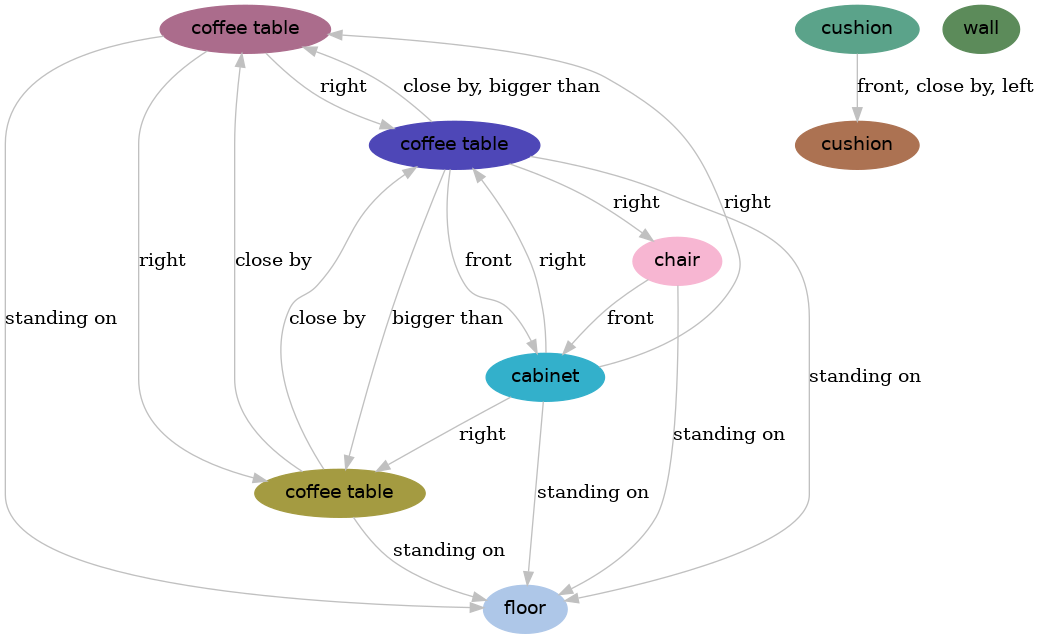 coffee table
cushion
wall
right
close by, bigger than
front, close by, left
coffee table
cushion
right
right
right
close by
front
right
chair
standing on
close by
bigger than
front
cabinet
standing on
right
standing on
coffee table
standing on
standing on
floor